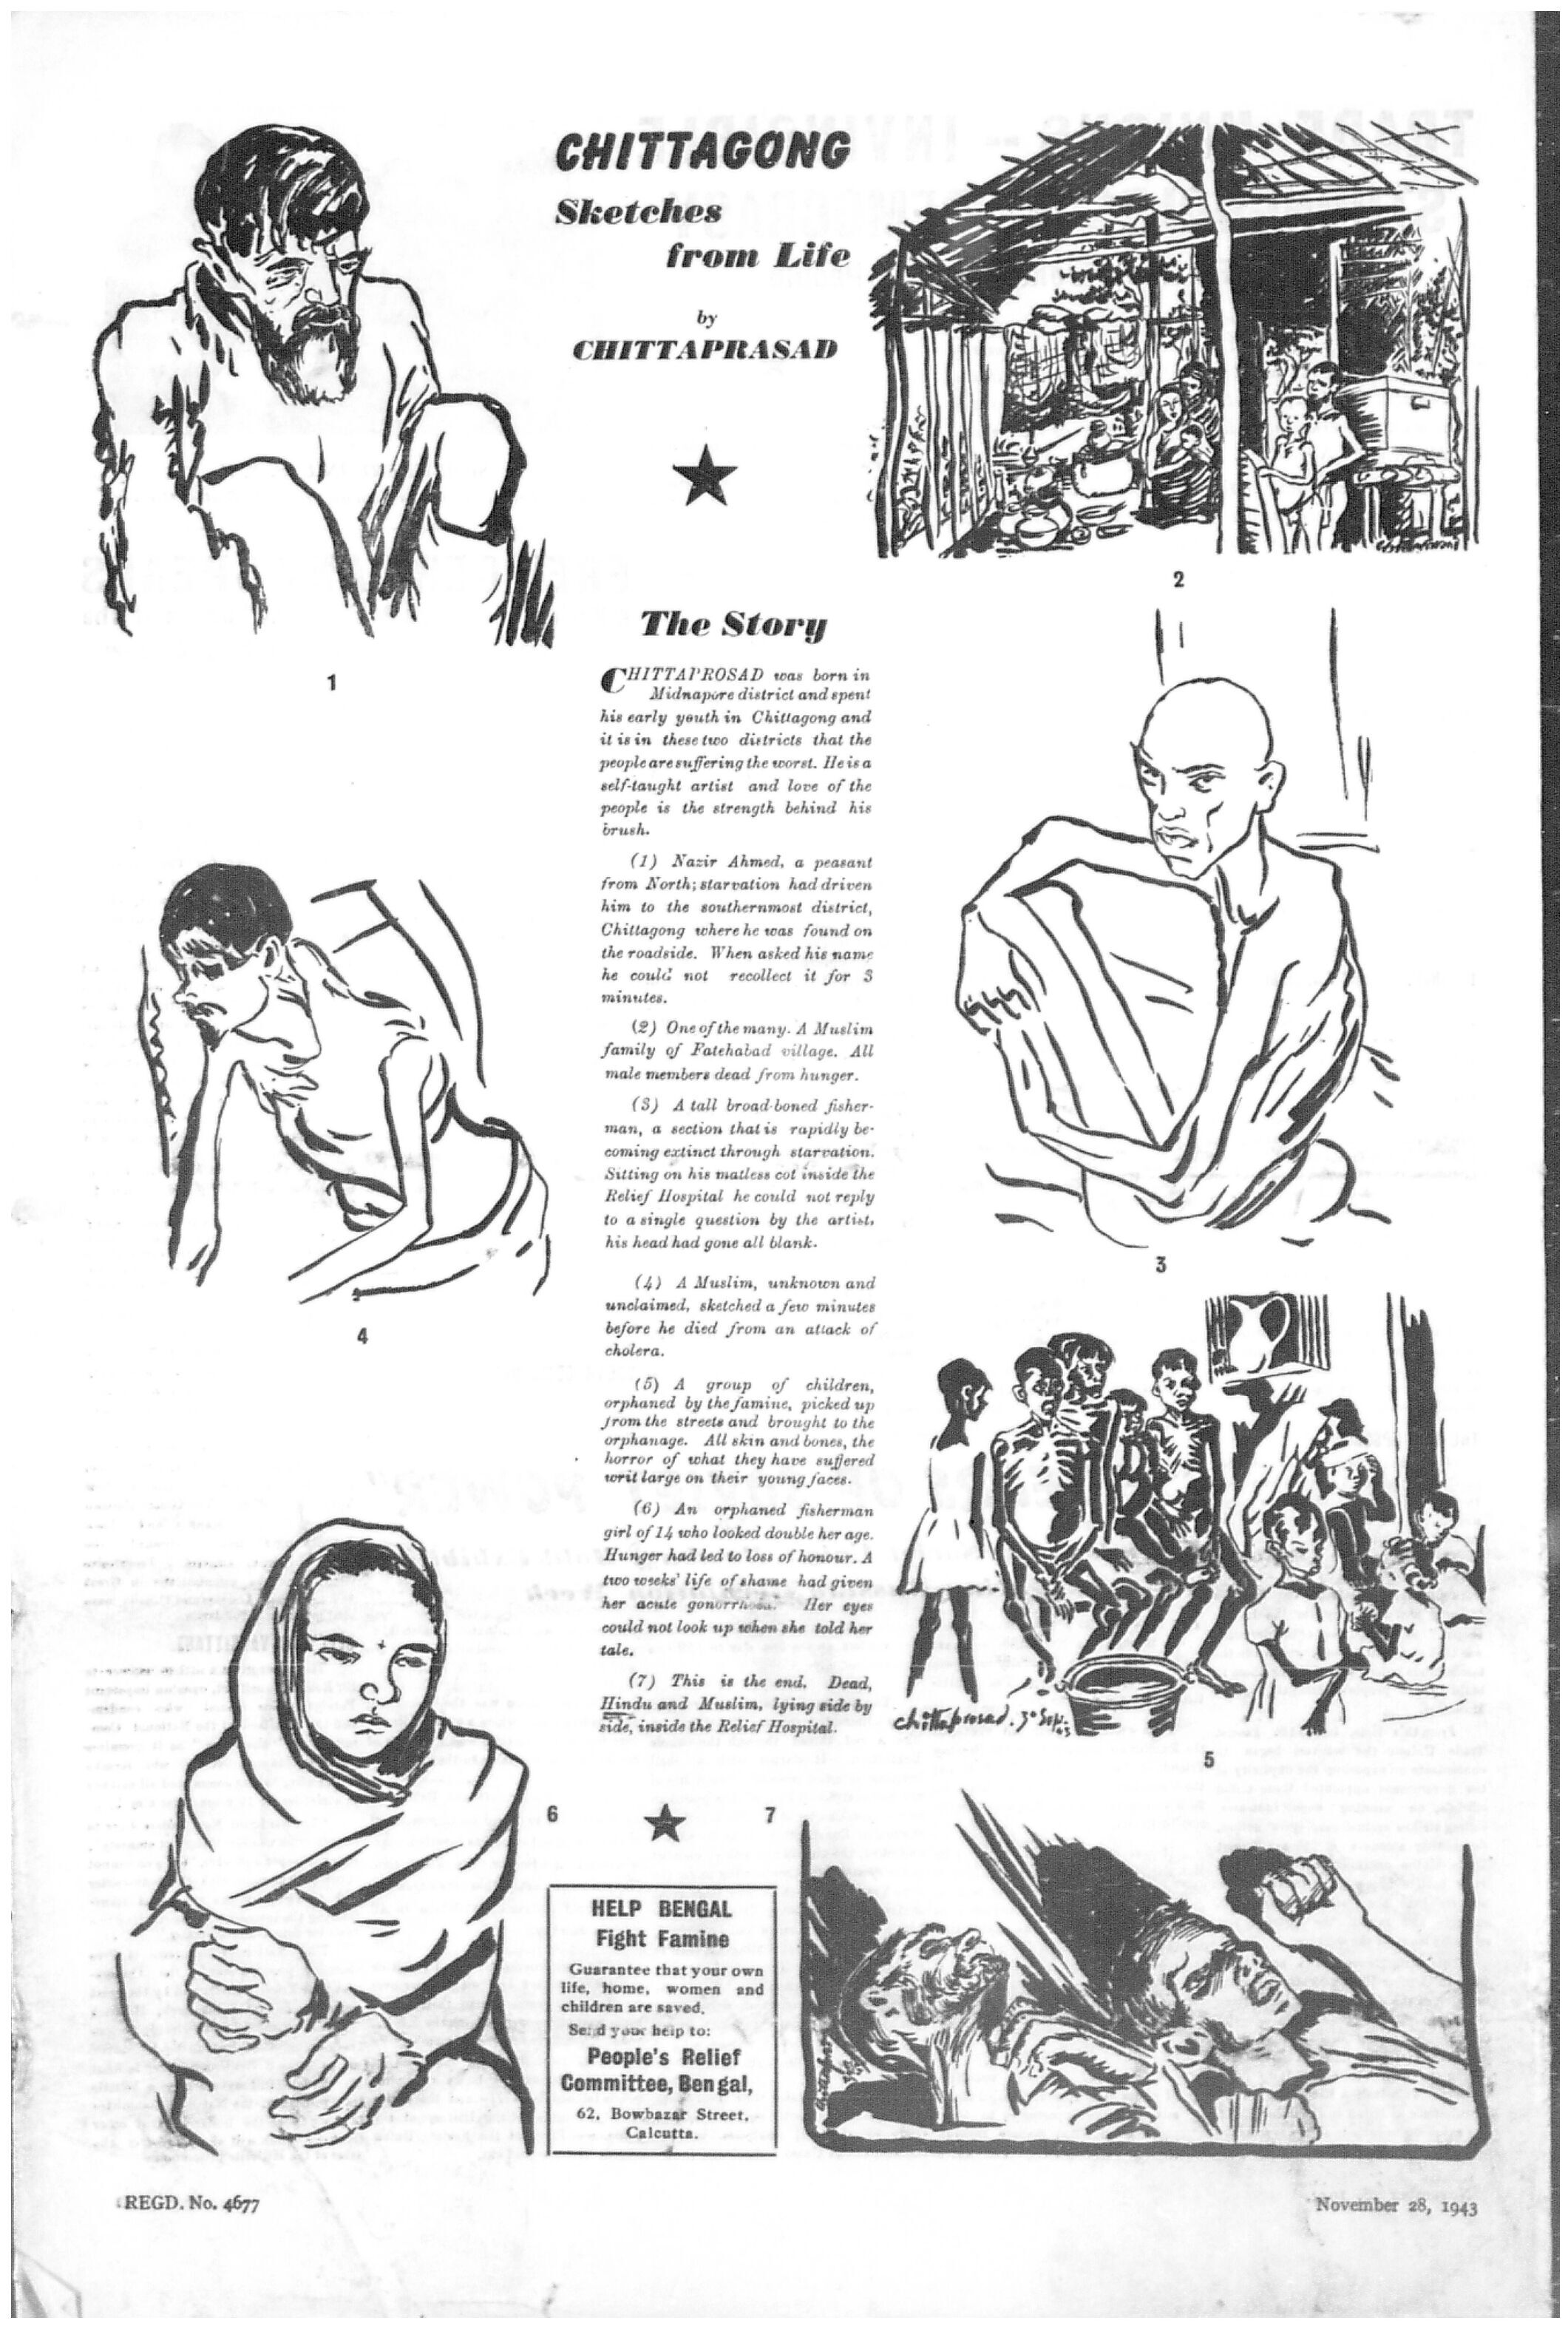 CHITTAGONG
Sketches
from Life
by
CHITTAPRASAD
1
2
The Story
CHITTAPROSAD was born in
Midnapore district and spent
his early youth in Chittagong and
it is in these two districts that the
people are suffering the worst. He is a
self-taught artist and love of the
people is the strength behind his
brush.
(1) Nazir Ahmed, a peasant
from North; starvation had driven
him to the southernmost district,
Chittagong where he was found on
the roadside. When asked his name
he could not recollect it for 3
minutes.
(2) One of the many. A Muslim
family of Fatehabad village. All
male members dead from hunger.
(3) A tall broad-boned fisher-
man, a section that is rapidly be-
coming extinct through starvation.
Sitting on his matless cot inside the
Relief Hospital he could not reply
to a single question by the artist,
his head had gone all blank.
(4) A Muslim, unknown and
unclaimed, sketched a few minutes
before he died from an attack of
cholera.
(5) A group of children,
orphaned by the famine, picked up
from the streets and brought to the
orphanage. All skin and bones, the
horror of what they have suffered
writ large on their young faces.
(6) An orphaned fisherman
girl of 14 who looked double her age.
Hunger had led to loss of honour. A
two weeks' life of shame had given
her acute gonorrhoea. Her eyes
could not look up when she told her
tale.
(7) This is the end. Dead,
Hindu and Muslim, lying side by
side, inside the Relief Hospital.
3
4
chittaprosad. 30 Sep. 43
5
6
7
HELP BENGAL
Fight Famine
Guarantee that your own
life, home, women and
children are saved.
Send your help to:
People's Relief
Committee, Bengal,
62, Bowbazar Street,
Calcutta.
REGD. No. 4677
November 28, 1943